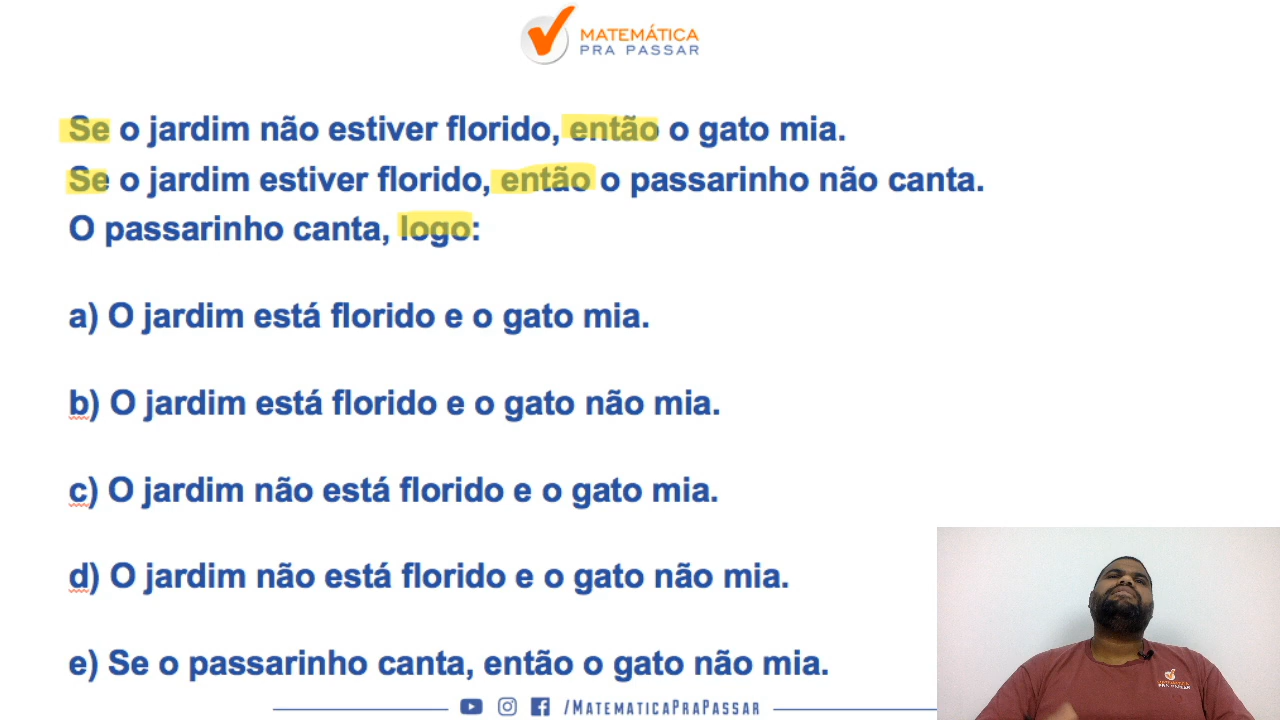 MATEMÁTICA
PRA PASSAR
Se o jardim não estiver florido, então o gato mia.
Se o jardim estiver florido, então o passarinho não canta.
O passarinho canta, logo:
a) O jardim está florido e o gato mia.
b) O jardim está florido e o gato não mia.
c) O jardim não está florido e o gato mia.
d) O jardim não está florido e o gato não mia.
e) Se o passarinho canta, então o gato não mia.
/MATEMATICAPRAPASSAR